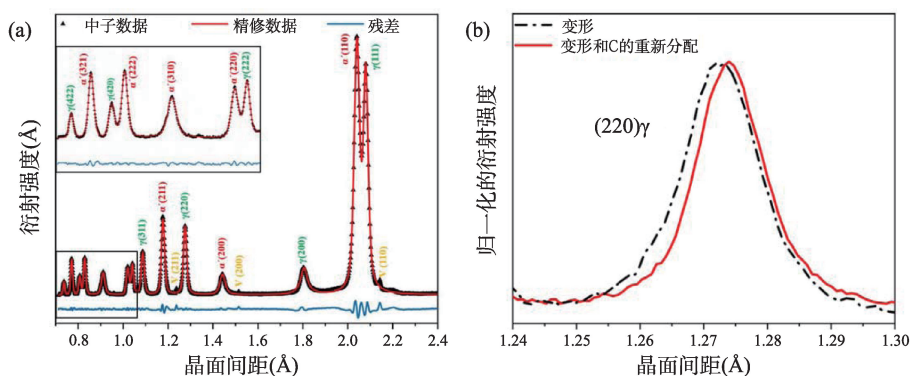 (a)
中子数据 精修数据 残差
γ(422)
α'(321)
γ(420)
α'(222)
α'(310)
α'(220)
γ(222)
α'(110)
γ(111)
γ(311)
α'(211)
V (211)
γ(220)
α'(200)
V (200)
γ(200)
V (110)
衍射强度(Å)
0.8 1.0 1.2 1.4 1.6 1.8 2.0 2.2 2.4
晶面间距(Å)
(b)
变形
变形和C的重新分配
(220)γ
归一化的衍射强度
1.24 1.25 1.26 1.27 1.28 1.29 1.30
晶面间距(Å)